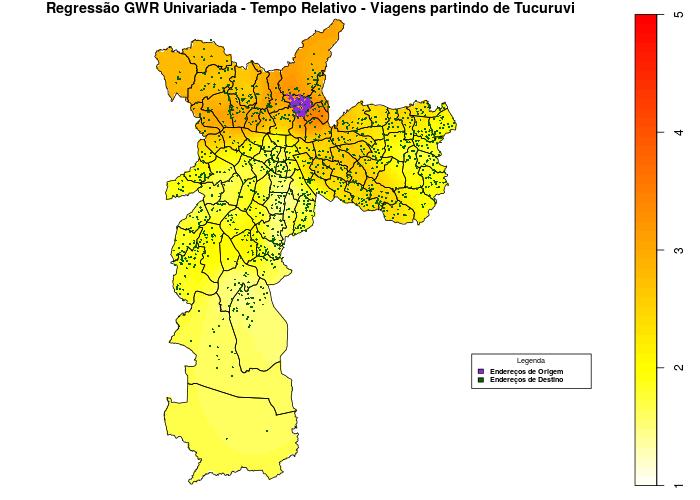 Regressão GWR Univariada - Tempo Relativo - Viagens partindo de Tucuruvi
5
4
3
2
1
Legenda
Endereços de Origem
Endereços de Destino